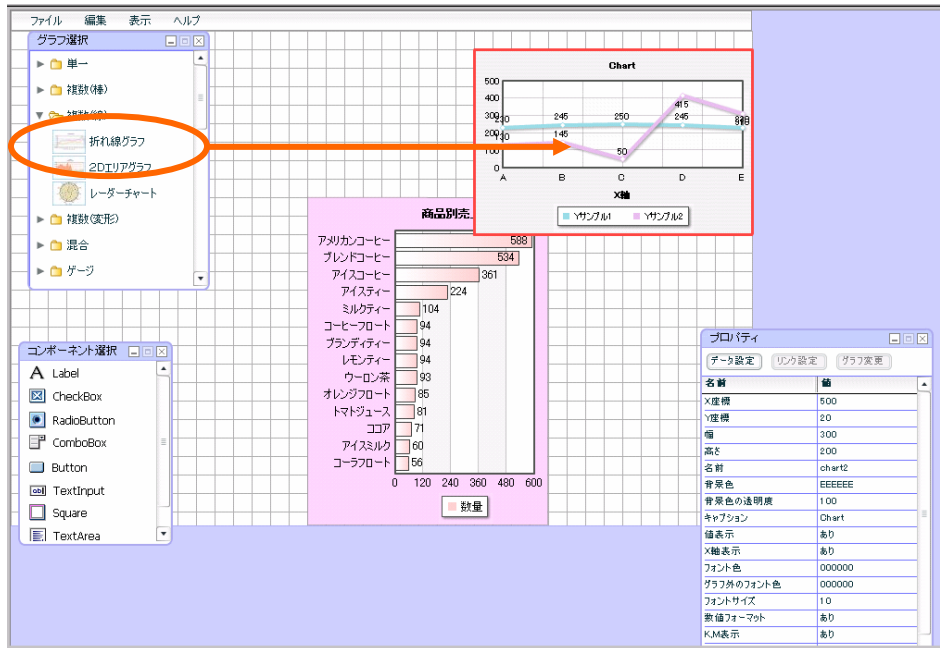 ファイル 編集 表示 ヘルプ
グラフ選択
単一
複数(棒)
複数(線)
折れ線グラフ
2Dエリアグラフ
レーダーチャート
複数(変形)
混合
ゲージ
コンポーネント選択
Label
CheckBox
RadioButton
ComboBox
Button
TextInput
Square
TextArea
商品別売
アメリカンコーヒー 588
ブレンドコーヒー 534
アイスコーヒー 361
アイスティー 224
ミルクティー 104
コーヒーフロート 94
ブランディティー 94
レモンティー 94
ウーロン茶 93
オレンジフロート 85
トマトジュース 81
ココア 71
アイスミルク 60
コーラフロート 56
0 120 240 360 480 600
数量
Chart
500
400
300
200
100
0
245 250 245
145 50 415
A B C D E
X軸
Yサンプル1 Yサンプル2
プロパティ
データ設定 リンク設定 グラフ変更
名前 値
X座標 500
Y座標 20
幅 300
高さ 200
名前 chart2
背景色 EEEEEE
背景色の透明度 100
キャプション Chart
値表示 あり
X軸表示 あり
フォント色 000000
グラフ外のフォント色 000000
フォントサイズ 10
数値フォーマット あり
K,M表示 あり